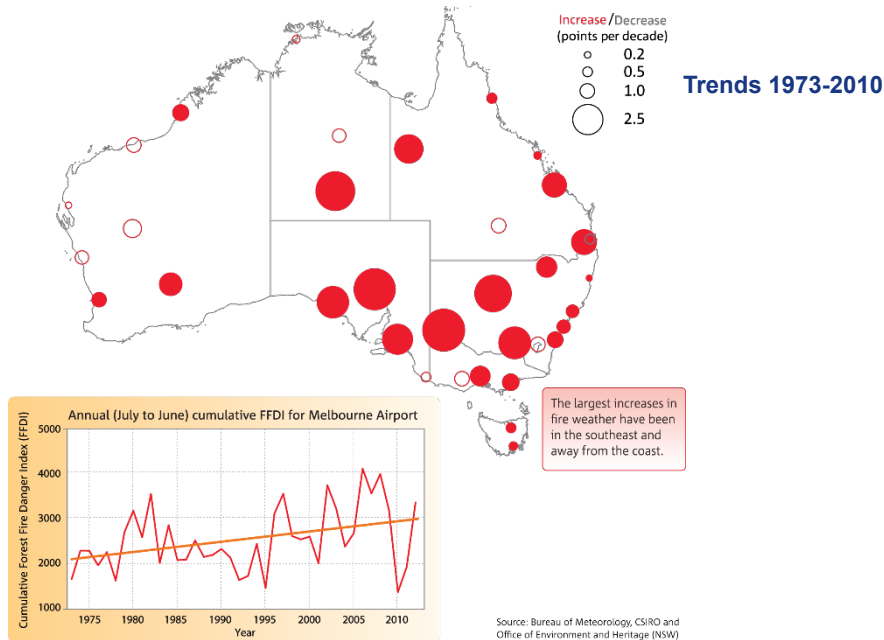 Increase/Decrease
(points per decade)
0.2
0.5
1.0
2.5
Trends 1973-2010
The largest increases in
fire weather have been
in the southeast and
away from the coast.
Annual (July to June) cumulative FFDI for Melbourne Airport
Cumulative Forest Fire Danger Index (FFDI)
5000
4000
3000
2000
1000
1975
1980
1985
1990
1995
2000
2005
2010
Year
Source: Bureau of Meteorology, CSIRO and
Office of Environment and Heritage (NSW)